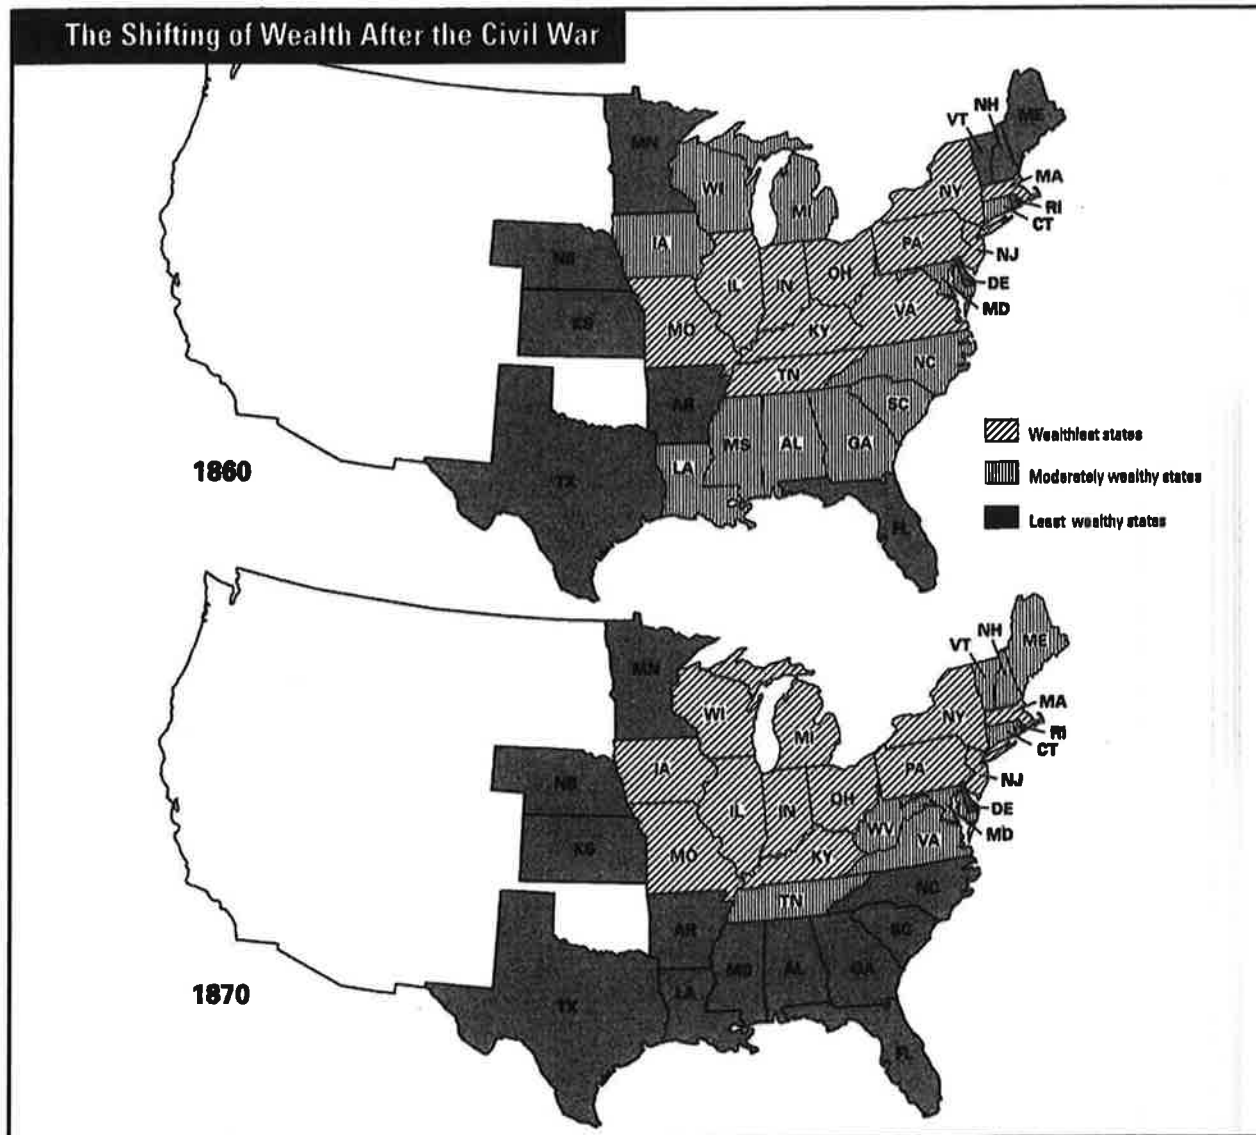 The Shifting of Wealth After the Civil War
MN
WI
MI
IA
NB
KS
IL
IN
OH
MO
KY
TN
AR
TX
LA
MS
AL
GA
FL
SC
NC
VA
PA
NY
VT
NH
ME
MA
RI
CT
NJ
DE
MD
1860
Wealthiest states
Moderately wealthy states
Least wealthy states
MN
WI
MI
IA
NB
KS
IL
IN
OH
MO
KY
TN
AR
TX
LA
MS
AL
GA
FL
SC
NC
WV
VA
PA
NY
VT
NH
ME
MA
RI
CT
NJ
DE
MD
1870